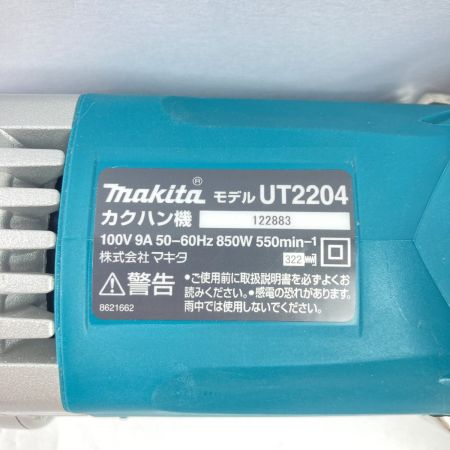 makita® モデル UT2204
カクハン機 122883
100V 9A 50–60Hz 850W 550min⁻¹
株式会社マキタ 322
警告 •ご使用前に取扱説明書を必ずよくお
読みください。•感電の恐れがあります。
雨中では使用しないでください。
8621662